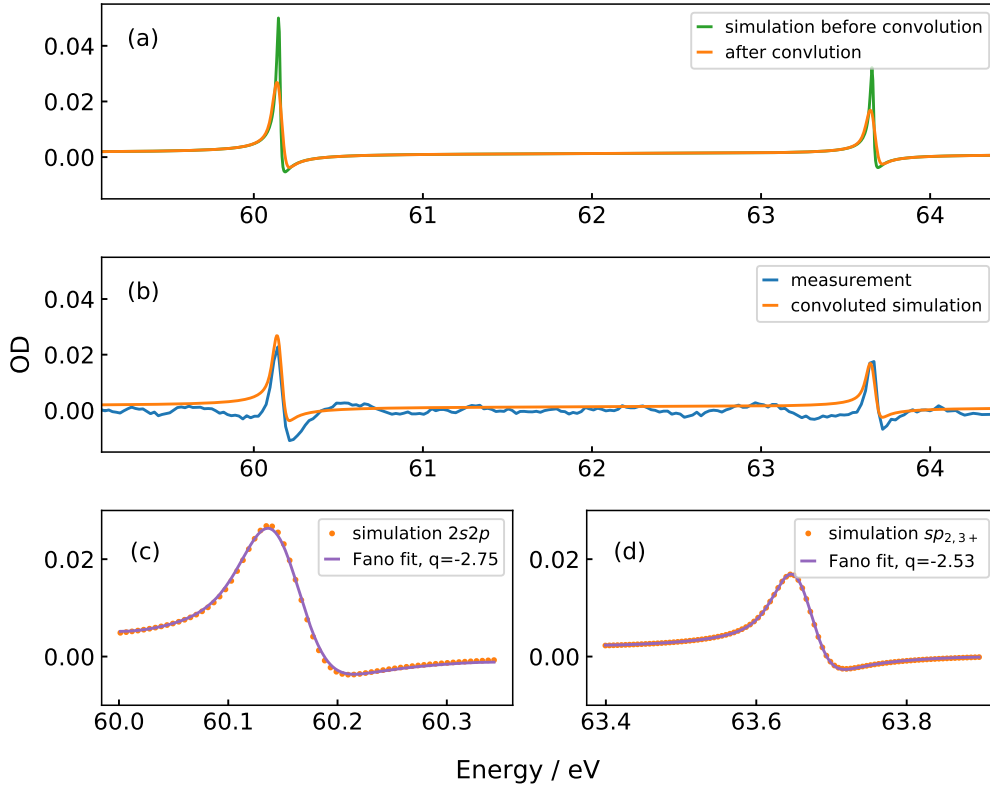 (a)
simulation before convolution
after convlution
0.04
0.02
0.00
60 61 62 63 64
(b)
measurement
convoluted simulation
0.04
0.02
0.00
OD
60 61 62 63 64
(c)
simulation 2s2p
Fano fit, q=-2.75
0.02
0.00
60.0 60.1 60.2 60.3
(d)
simulation sp2,3+
Fano fit, q=-2.53
0.02
0.00
63.4 63.6 63.8
Energy / eV